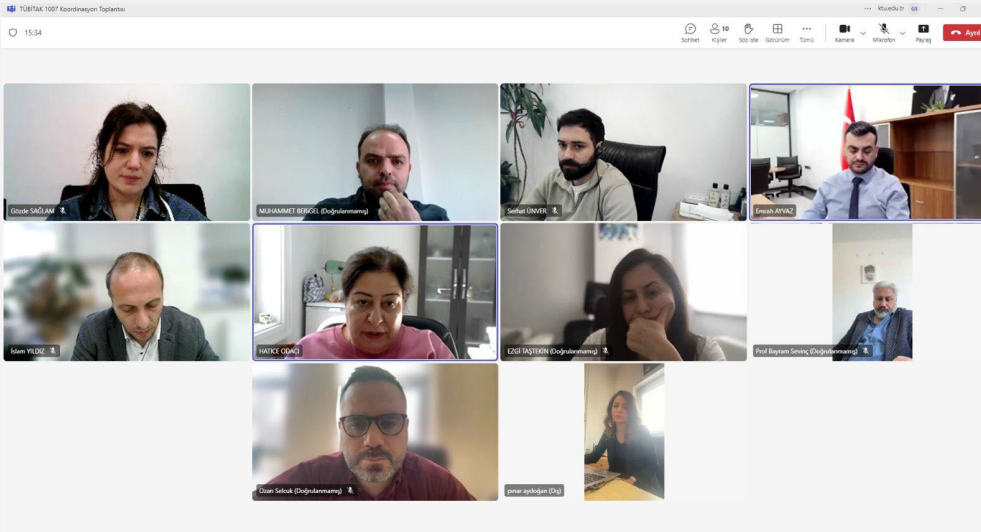 TÜBİTAK 1007 Koordinasyon Toplantısı
ktu.edu.tr
GS
15:34
10
Sohbet Kişiler Söz iste Görünüm Tümü Kamera Mikrofon Paylaş Ayrıl
Gözde SAĞLAM
MUHAMMET BERİGEL (Doğrulanmamış)
Serhat ÜNVER
Emrah AYVAZ
İslam YILDIZ
HATİCE ODACI
EZGİ TAŞTEKİN (Doğrulanmamış)
Prof Bayram Sevinç (Doğrulanmamış)
Ozan Selcuk (Doğrulanmamış)
pınar aydoğan (Dış)